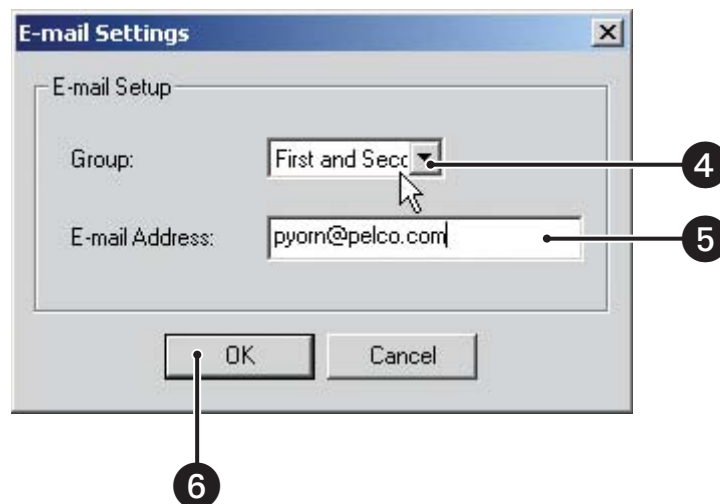 E-mail Settings
E-mail Setup
Group: First and Secc 4
E-mail Address: pyorn@pelco.com 5
OK Cancel
6